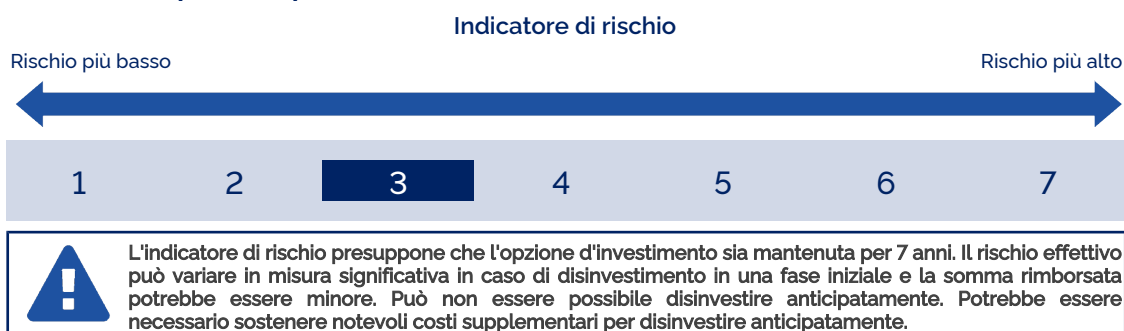 Indicatore di rischio
Rischio più basso Rischio più alto
1 2 3 4 5 6 7
L'indicatore di rischio presuppone che l'opzione d'investimento sia mantenuta per 7 anni. Il rischio effettivo
può variare in misura significativa in caso di disinvestimento in una fase iniziale e la somma rimborsata
potrebbe essere minore. Può non essere possibile disinvestire anticipatamente. Potrebbe essere
necessario sostenere notevoli costi supplementari per disinvestire anticipatamente.